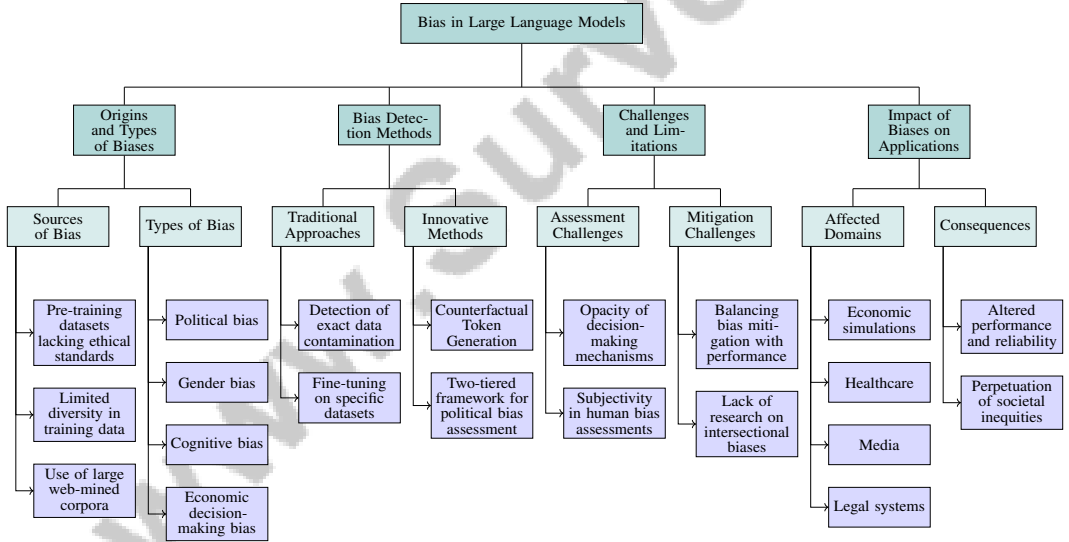 Bias in Large Language Models
Origins
and Types
of Biases
Bias Detec-
tion Methods
Challenges
and Lim-
itations
Impact of
Biases on
Applications
Sources
of Bias
Types of Bias
Traditional
Approaches
Innovative
Methods
Assessment
Challenges
Mitigation
Challenges
Affected
Domains
Consequences
Pre-training
datasets
lacking ethical
standards
Limited
diversity in
training data
Use of large
web-mined
corpora
Political bias
Gender bias
Cognitive bias
Economic
decision-
making bias
Detection of
exact data
contamination
Fine-tuning
on specific
datasets
Counterfactual
Token
Generation
Two-tiered
framework for
political bias
assessment
Opacity of
decision-
making
mechanisms
Subjectivity
in human bias
assessments
Balancing
bias miti-
gation with
performance
Lack of
research on
intersectional
biases
Economic
simulations
Healthcare
Media
Legal systems
Altered
performance
and reliability
Perpetuation
of societal
inequities
www.Surve